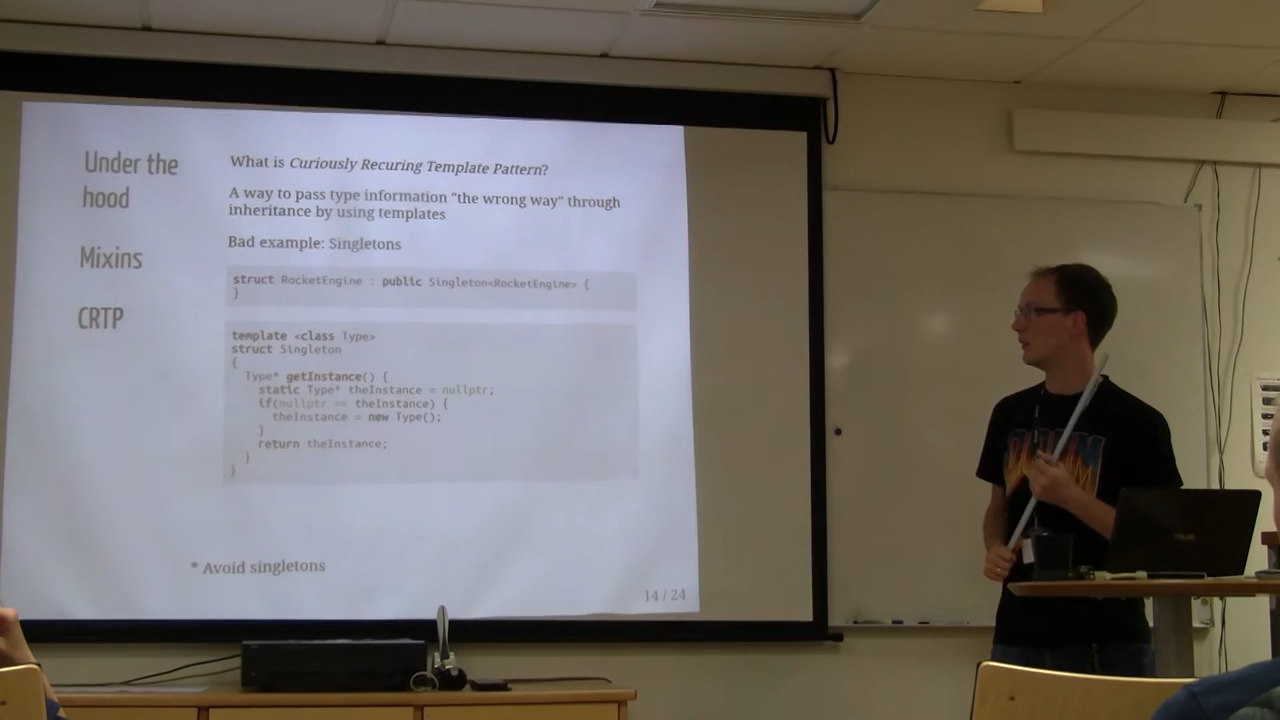 Under the
hood
Mixins
CRTP
What is Curiously Recuring Template Pattern?
A way to pass type information "the wrong way" through
inheritance by using templates
Bad example: Singletons
struct RocketEngine : public Singleton<RocketEngine> {
}
template <class Type>
struct Singleton
{
Type* getInstance() {
static Type* theInstance = nullptr;
if(nullptr == theInstance) {
theInstance = new Type();
}
return theInstance;
}
}
* Avoid singletons
14 / 24
DOOM
ASUS